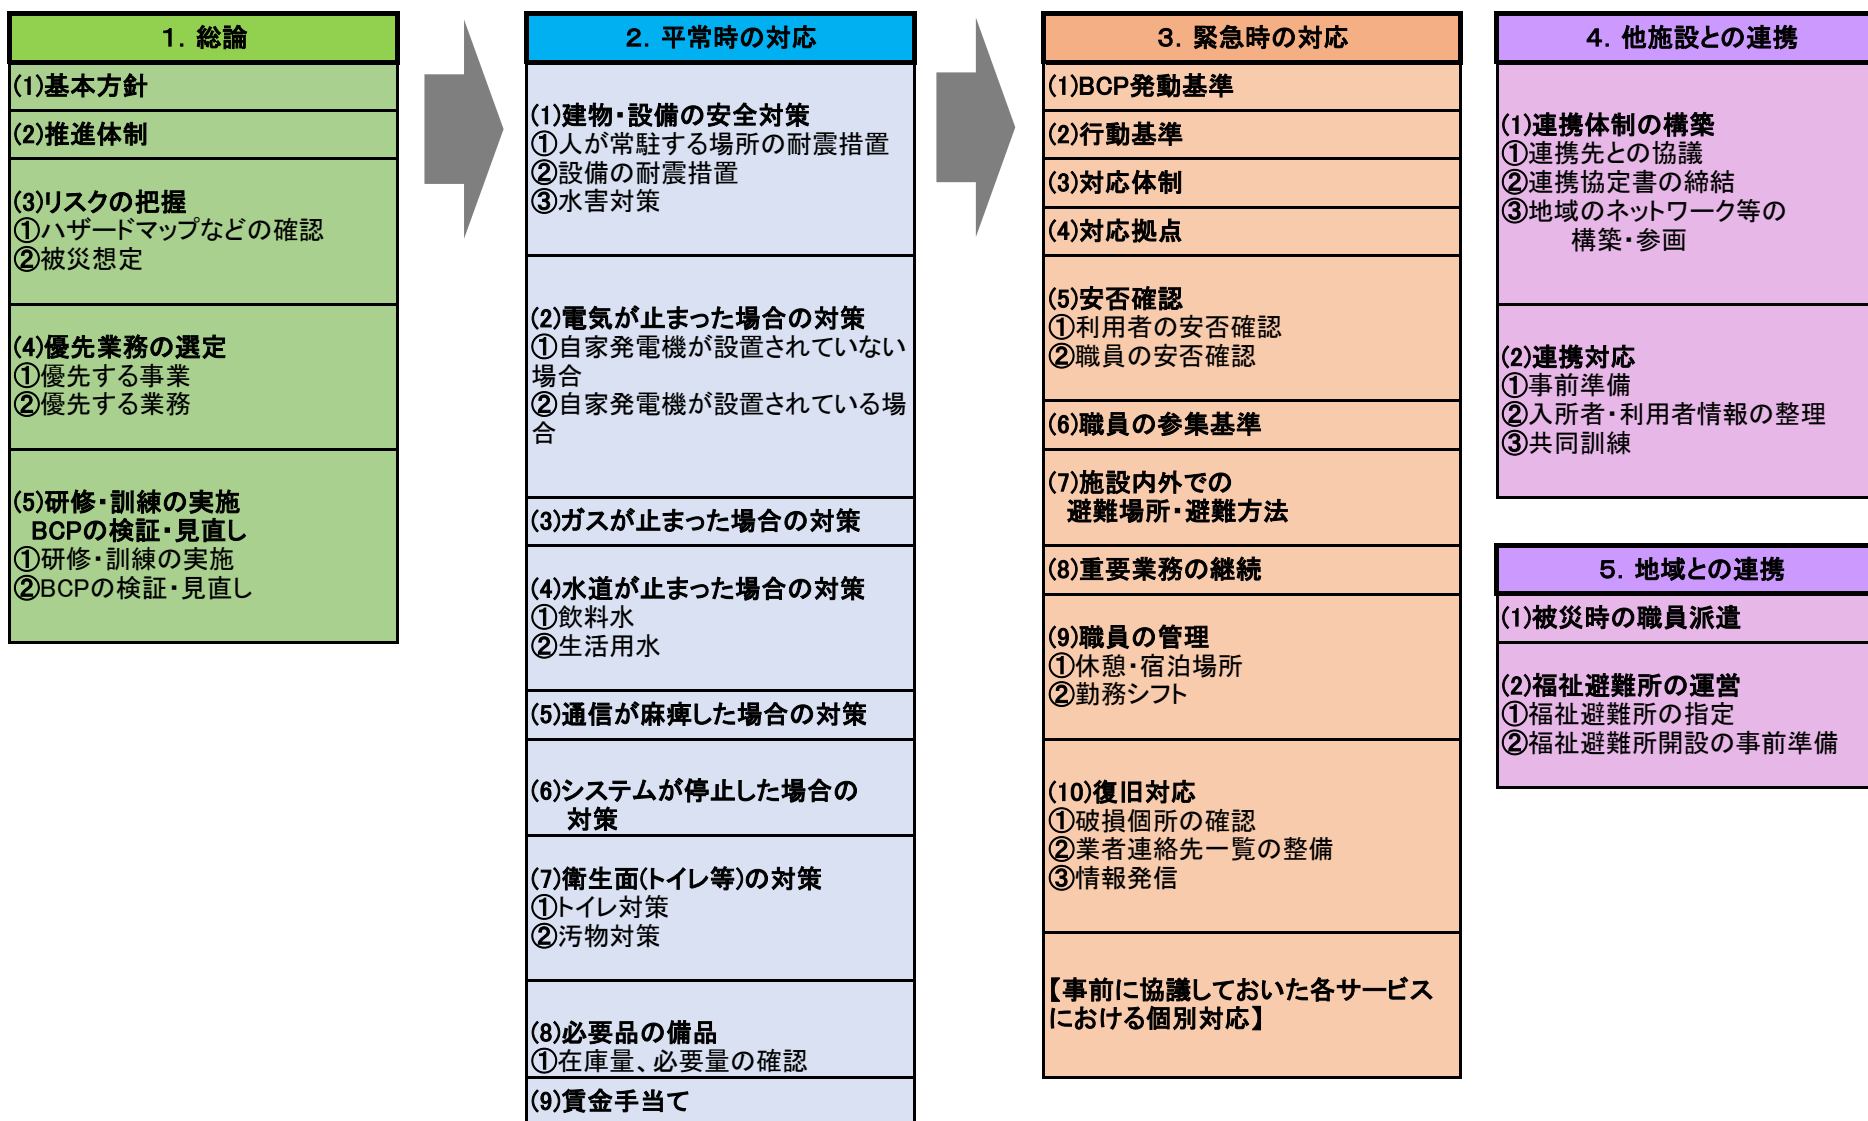 1．総論
(1)基本方針
(2)推進体制
(3)リスクの把握
①ハザードマップなどの確認
②被災想定
(4)優先業務の選定
①優先する事業
②優先する業務
(5)研修・訓練の実施
BCPの検証・見直し
①研修・訓練の実施
②BCPの検証・見直し
2．平常時の対応
(1)建物・設備の安全対策
①人が常駐する場所の耐震措置
②設備の耐震措置
③水害対策
(2)電気が止まった場合の対策
①自家発電機が設置されていない
場合
②自家発電機が設置されている場
合
(3)ガスが止まった場合の対策
(4)水道が止まった場合の対策
①飲料水
②生活用水
(5)通信が麻痺した場合の対策
(6)システムが停止した場合の
対策
(7)衛生面(トイレ等)の対策
①トイレ対策
②汚物対策
(8)必要品の備品
①在庫量、必要量の確認
(9)賃金手当て
3．緊急時の対応
(1)BCP発動基準
(2)行動基準
(3)対応体制
(4)対応拠点
(5)安否確認
①利用者の安否確認
②職員の安否確認
(6)職員の参集基準
(7)施設内外での
避難場所・避難方法
(8)重要業務の継続
(9)職員の管理
①休憩・宿泊場所
②勤務シフト
(10)復旧対応
①破損個所の確認
②業者連絡先一覧の整備
③情報発信
【事前に協議しておいた各サービス
における個別対応】
4．他施設との連携
(1)連携体制の構築
①連携先との協議
②連携協定書の締結
③地域のネットワーク等の
構築・参画
(2)連携対応
①事前準備
②入所者・利用者情報の整理
③共同訓練
5．地域との連携
(1)被災時の職員派遣
(2)福祉避難所の運営
①福祉避難所の指定
②福祉避難所開設の事前準備